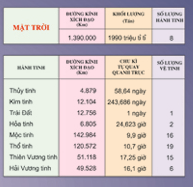 MẶT TRỜI
ĐƯỜNG KÍNH XÍCH ĐẠO (Km) KHỐI LƯỢNG (Tấn) SỐ LƯỢNG HÀNH TINH
1.390.000 1990 triệu tỉ tỉ 8
HÀNH TINH ĐƯỜNG KÍNH XÍCH ĐẠO (Km) CHU KÌ TỰ QUAY QUANH TRỤC SỐ LƯỢNG VỆ TINH
Thủy tinh 4.879 58,64 ngày
Kim tinh 12.104 243,686 ngày
Trái Đất 12.756 1 ngày 1
Hỏa tinh 6.805 24,623 giờ 2
Mộc tinh 142.984 9,9 giờ 16
Thổ tinh 120.572 10,7 giờ 19
Thiên Vương tinh 51.118 17,25 giờ 15
Hải Vương tinh 49.528 16,1 giờ 6